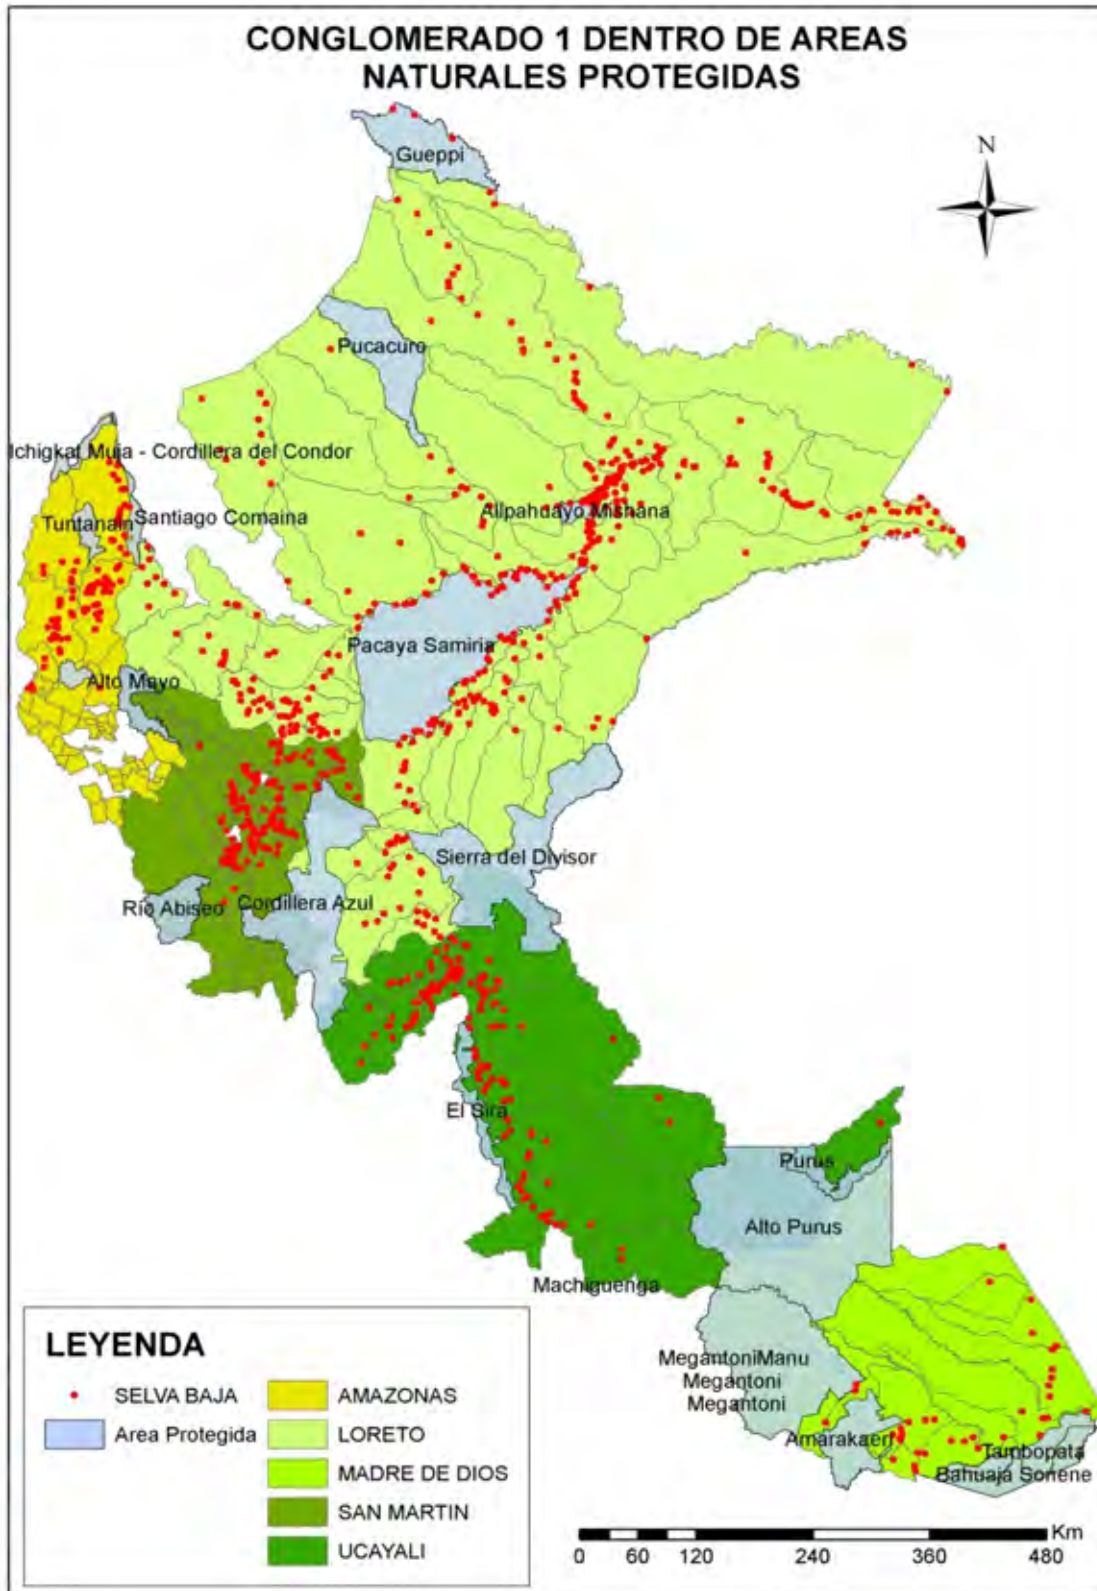 CONGLOMERADO 1 DENTRO DE AREAS
NATURALES PROTEGIDAS
N
Gueppi
Pucacuro
Ichigkat Muja - Cordillera del Condor
Allpahuayo Mishana
Tuntanain
Santiago Comaina
Pacaya Samiria
Alto Mayo
Sierra del Divisor
Río Abiseo
Cordillera Azul
El Sira
Purus
Alto Purus
Machiguenga
MegantoniManu
Megantoni
Megantoni
Amarakaeri
Tambopata
Bahuaja Sonene
LEYENDA
SELVA BAJA
Area Protegida
AMAZONAS
LORETO
MADRE DE DIOS
SAN MARTIN
UCAYALI
Km
0 60 120 240 360 480